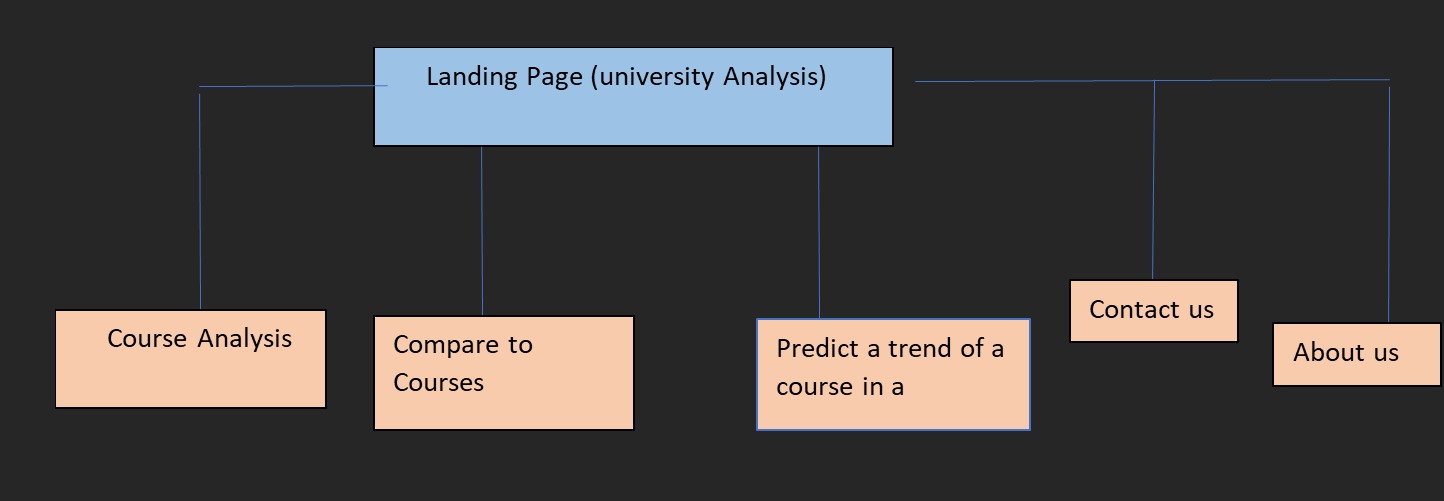 Landing Page (university Analysis)
Course Analysis
Compare to
Courses
Predict a trend of a
course in a
Contact us
About us